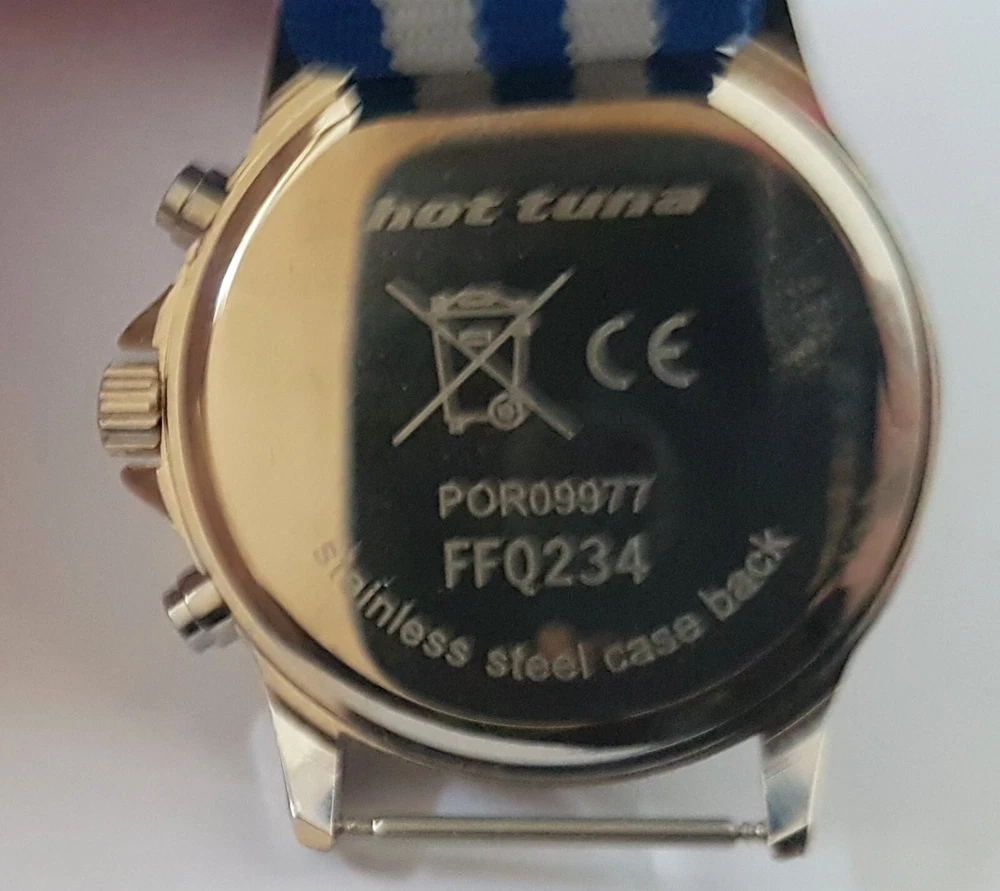 hot tuna
CE
POR09977
FFQ234
stainless steel case back